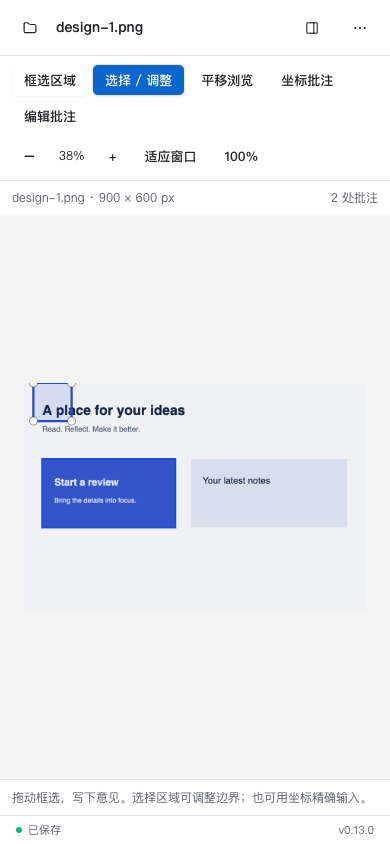 design-1.png
框选区域 选择 / 调整 平移浏览 坐标批注
编辑批注
— 38% + 适应窗口 100%
design-1.png · 900 × 600 px 2 处批注
A place for your ideas
Read. Reflect. Make it better.
Start a review
Bring the details into focus.
Your latest notes
拖动框选，写下意见。选择区域可调整边界；也可用坐标精确输入。
已保存 v0.13.0